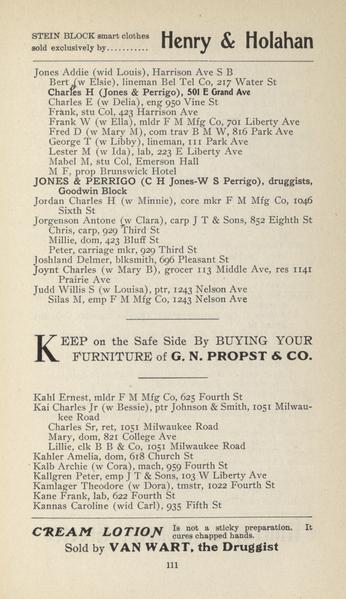 STEIN BLOCK smart clothes
sold exclusively by........... Henry & Holahan
Jones Addie (wid Louis), Harrison Ave S B
Bert (w Elsie), lineman Bel Tel Co, 217 Water St
Charles H (Jones & Perrigo), 501 E Grand Ave
Charles E (w Delia), eng 950 Vine St
Frank, stu Col, 423 Harrison Ave
Frank W (w Ella), mldr F M Mfg Co, 701 Liberty Ave
Fred D (w Mary M), com trav B M W, 816 Park Ave
George T (w Libby), lineman, 111 Park Ave
Lester M (w Ida), lab, 223 E Liberty Ave
Mabel M, stu Col, Emerson Hall
M F, prop Brunswick Hotel
JONES & PERRIGO (C H Jones-W S Perrigo), druggists,
Goodwin Block
Jordan Charles H (w Minnie), core mkr F M Mfg Co, 1046
Sixth St
Jorgenson Antone (w Clara), carp J T & Sons, 852 Eighth St
Chris, carp, 929 Third St
Millie, dom, 423 Bluff St
Peter, carriage mkr, 929 Third St
Joshland Delmer, blksmith, 696 Pleasant St
Joynt Charles (w Mary B), grocer 113 Middle Ave, res 1141
Prairie Ave
Judd Willis S (w Louisa), ptr, 1243 Nelson Ave
Silas M, emp F M Mfg Co, 1243 Nelson Ave
KEEP on the Safe Side By BUYING YOUR
FURNITURE of G. N. PROPST & CO.
Kahl Ernest, mldr F M Mfg Co, 625 Fourth St
Kai Charles Jr (w Bessie), ptr Johnson & Smith, 1051 Milwau-
kee Road
Charles Sr, ret, 1051 Milwaukee Road
Mary, dom, 821 College Ave
Lillie, clk B B & Co, 1051 Milwaukee Road
Kahler Amelia, dom, 618 Church St
Kalb Archie (w Cora), mach, 959 Fourth St
Kallgren Peter, emp J T & Sons, 103 W Liberty Ave
Kamlager Theodore (w Dora), tmstr, 1022 Fourth St
Kane Frank, lab, 622 Fourth St
Kannas Caroline (wid Carl), 935 Fifth St
CREAM LOTION Is not a sticky preparation. It
cures chapped hands.
Sold by VAN WART, the Druggist
111